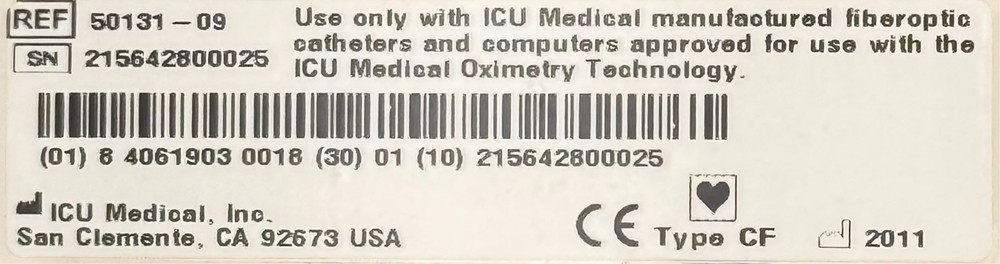 REF 50131-09
SN 215642800025
Use only with ICU Medical manufactured fiberoptic
catheters and computers approved for use with the
ICU Medical Oximetry Technology.
(01) 8 4061903 0018 (30) 01 (10) 215642800025
ICU Medical, Inc.
San Clemente, CA 92673 USA
CE Type CF 2011